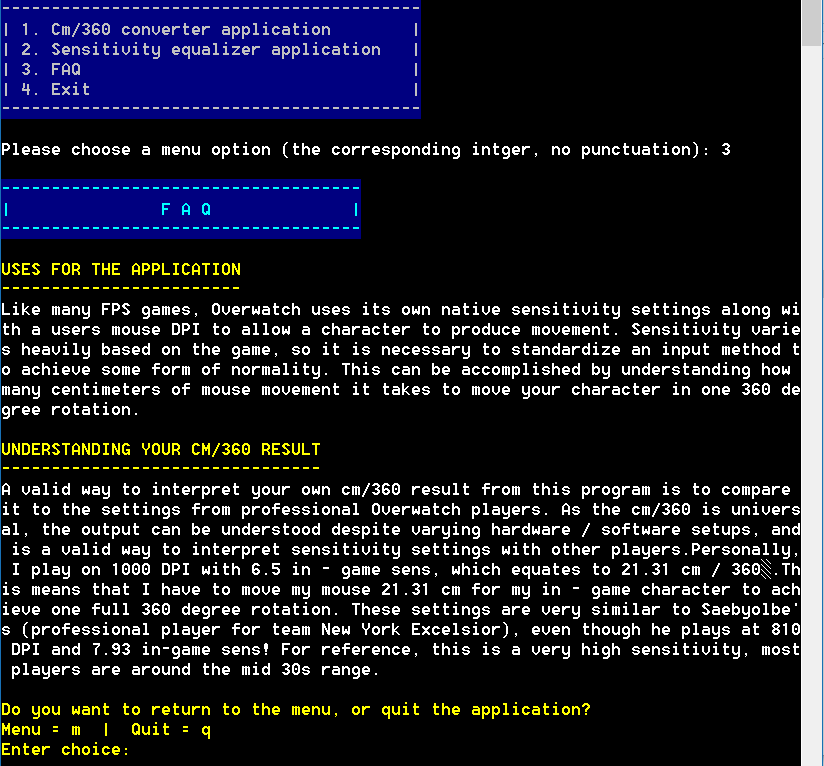 -------------------------------------------
| 1. Cm/360 converter application |
| 2. Sensitivity equalizer application |
| 3. FAQ |
| 4. Exit |
-------------------------------------------
Please choose a menu option (the corresponding intger, no punctuation): 3
------------------------------------
| F A Q |
------------------------------------
USES FOR THE APPLICATION
------------------------
Like many FPS games, Overwatch uses its own native sensitivity settings along wi
th a users mouse DPI to allow a character to produce movement. Sensitivity varie
s heavily based on the game, so it is necessary to standardize an input method t
o achieve some form of normality. This can be accomplished by understanding how
many centimeters of mouse movement it takes to move your character in one 360 de
gree rotation.
UNDERSTANDING YOUR CM/360 RESULT
--------------------------------
A valid way to interpret your own cm/360 result from this program is to compare
it to the settings from professional Overwatch players. As the cm/360 is univers
al, the output can be understood despite varying hardware / software setups, and
 is a valid way to interpret sensitivity settings with other players.Personally,
 I play on 1000 DPI with 6.5 in - game sens, which equates to 21.31 cm / 360░.Th
is means that I have to move my mouse 21.31 cm for my in - game character to ach
ieve one full 360 degree rotation. These settings are very similar to Saebyolbe'
s (professional player for team New York Excelsior), even though he plays at 810
 DPI and 7.93 in-game sens! For reference, this is a very high sensitivity, most
 players are around the mid 30s range.
Do you want to return to the menu, or quit the application?
Menu = m | Quit = q
Enter choice: